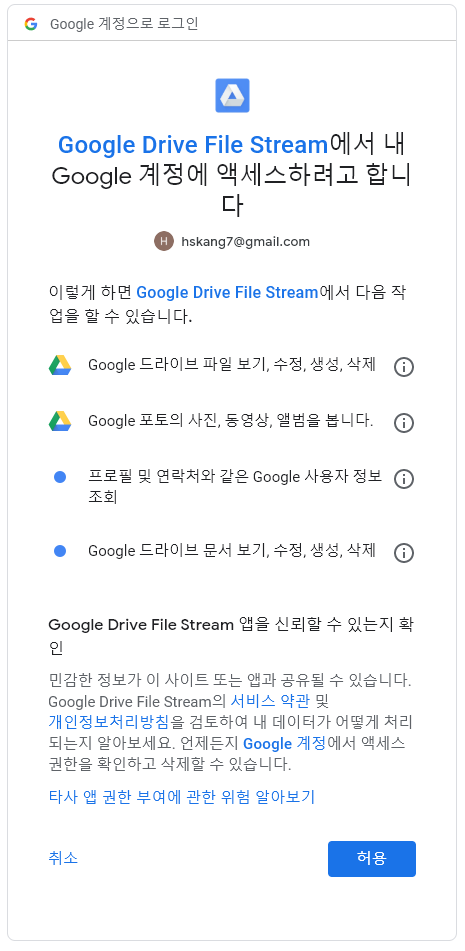 Google 계정으로 로그인
Google Drive File Stream에서 내
Google 계정에 액세스하려고 합니
다
H hskang7@gmail.com
이렇게 하면 Google Drive File Stream에서 다음 작
업을 할 수 있습니다.
Google 드라이브 파일 보기, 수정, 생성, 삭제
Google 포토의 사진, 동영상, 앨범을 봅니다.
프로필 및 연락처와 같은 Google 사용자 정보
조회
Google 드라이브 문서 보기, 수정, 생성, 삭제
Google Drive File Stream 앱을 신뢰할 수 있는지 확
인
민감한 정보가 이 사이트 또는 앱과 공유될 수 있습니다.
Google Drive File Stream의 서비스 약관 및
개인정보처리방침을 검토하여 내 데이터가 어떻게 처리
되는지 알아보세요. 언제든지 Google 계정에서 액세스
권한을 확인하고 삭제할 수 있습니다.
타사 앱 권한 부여에 관한 위험 알아보기
취소
허용